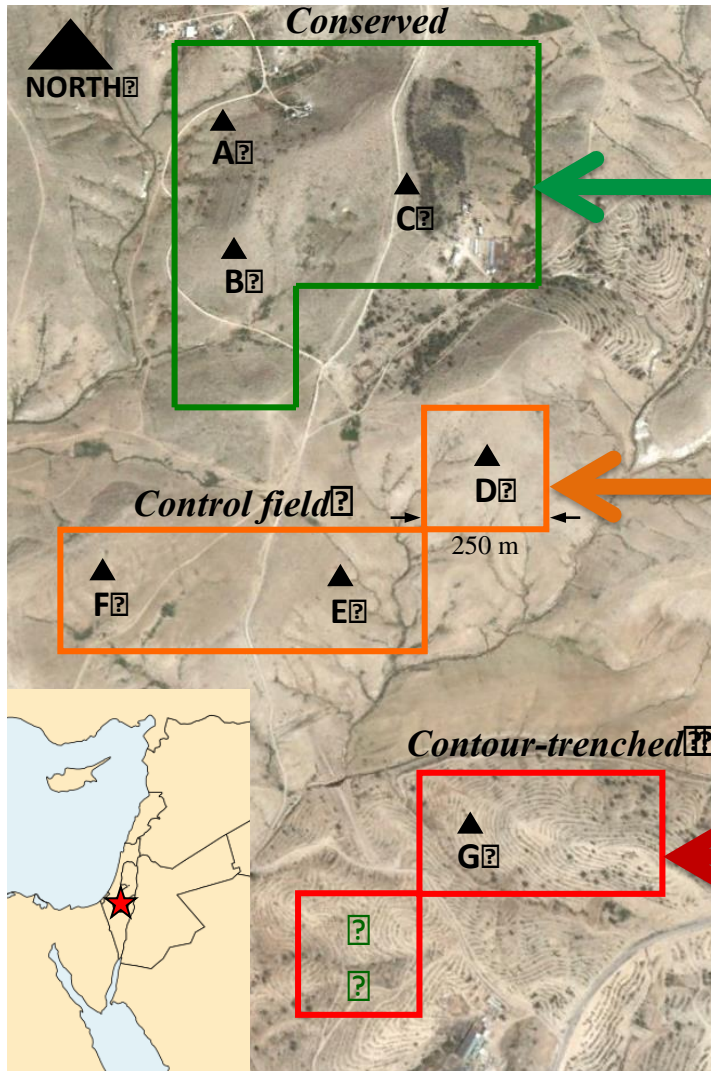 Conserved
NORTH
A
C
B
D
Control field
250 m
F
E
Contour-trenched
G